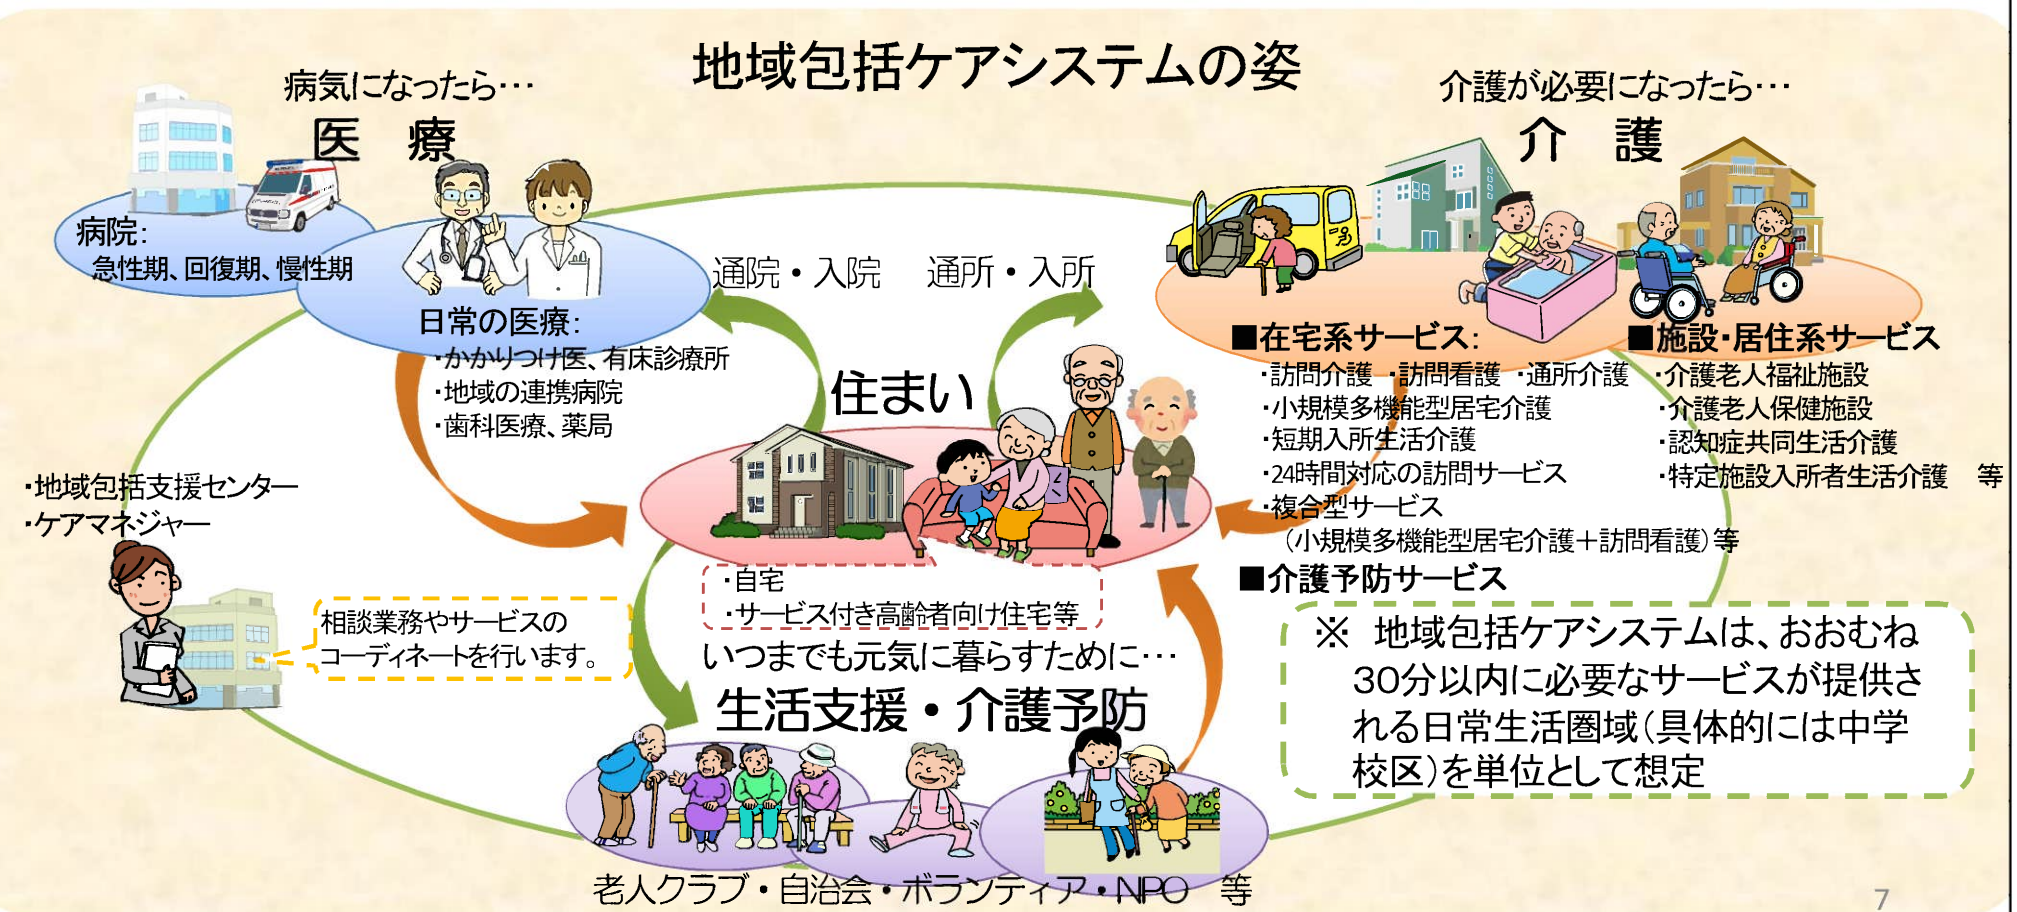 地域包括ケアシステムの姿
病気になったら…
医 療
病院:
急性期、回復期、慢性期
日常の医療:
・かかりつけ医、有床診療所
・地域の連携病院
・歯科医療、薬局
通院・入院
通所・入所
介護が必要になったら…
介 護
■在宅系サービス:
・訪問介護 ・訪問看護 ・通所介護
・小規模多機能型居宅介護
・短期入所生活介護
・24時間対応の訪問サービス
・複合型サービス
(小規模多機能型居宅介護+訪問看護)等
■介護予防サービス
■施設・居住系サービス
・介護老人福祉施設
・介護老人保健施設
・認知症共同生活介護
・特定施設入所者生活介護 等
住まい
・自宅
・サービス付き高齢者向け住宅等
・地域包括支援センター
・ケアマネジャー
相談業務やサービスの
コーディネートを行います。
いつまでも元気に暮らすために…
生活支援・介護予防
老人クラブ・自治会・ボランティア・NPO 等
※ 地域包括ケアシステムは、おおむね
30分以内に必要なサービスが提供さ
れる日常生活圏域(具体的には中学
校区)を単位として想定
7